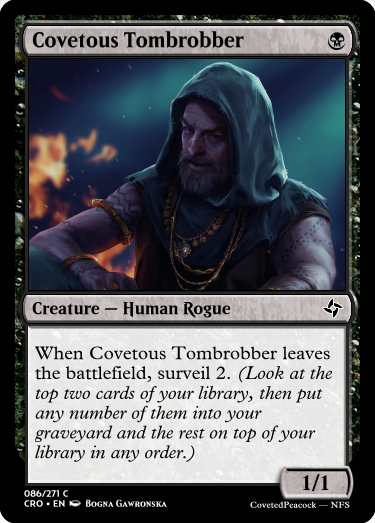 Covetous Tombrobber
Creature — Human Rogue
When Covetous Tombrobber leaves
the battlefield, surveil 2. (Look at the
top two cards of your library, then put
any number of them into your
graveyard and the rest on top of your
library in any order.)
1/1
086/271 C
CRO • EN Bogna Gawronska
CovetedPeacock — NFS